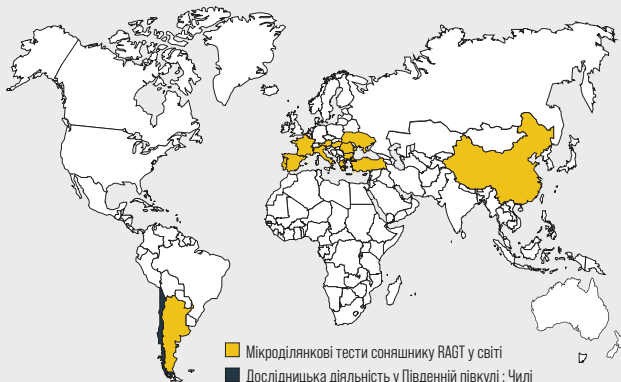 Мікроділянкові тести соняшнику RAGT у світі
Дослідницька діяльність у Південній півкулі : Чилі